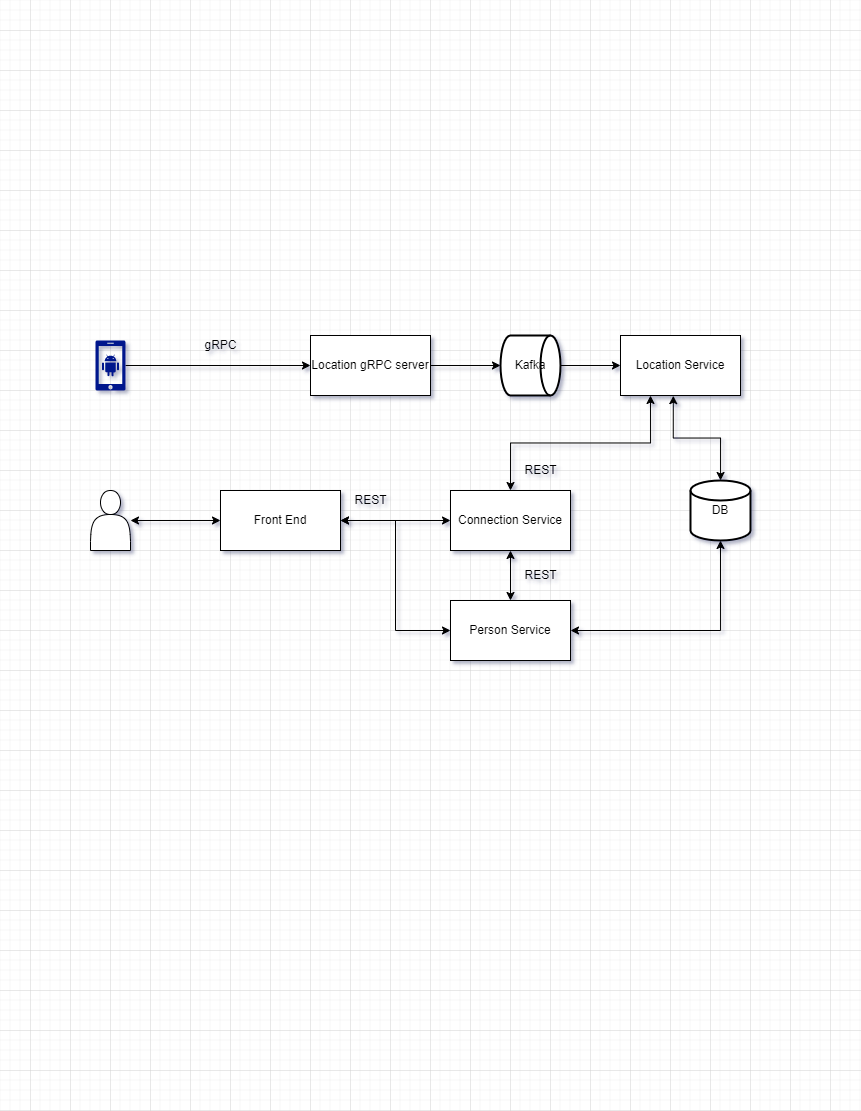 gRPC
Location gRPC server
Kafka
Location Service
REST
REST
Front End
Connection Service
DB
REST
Person Service